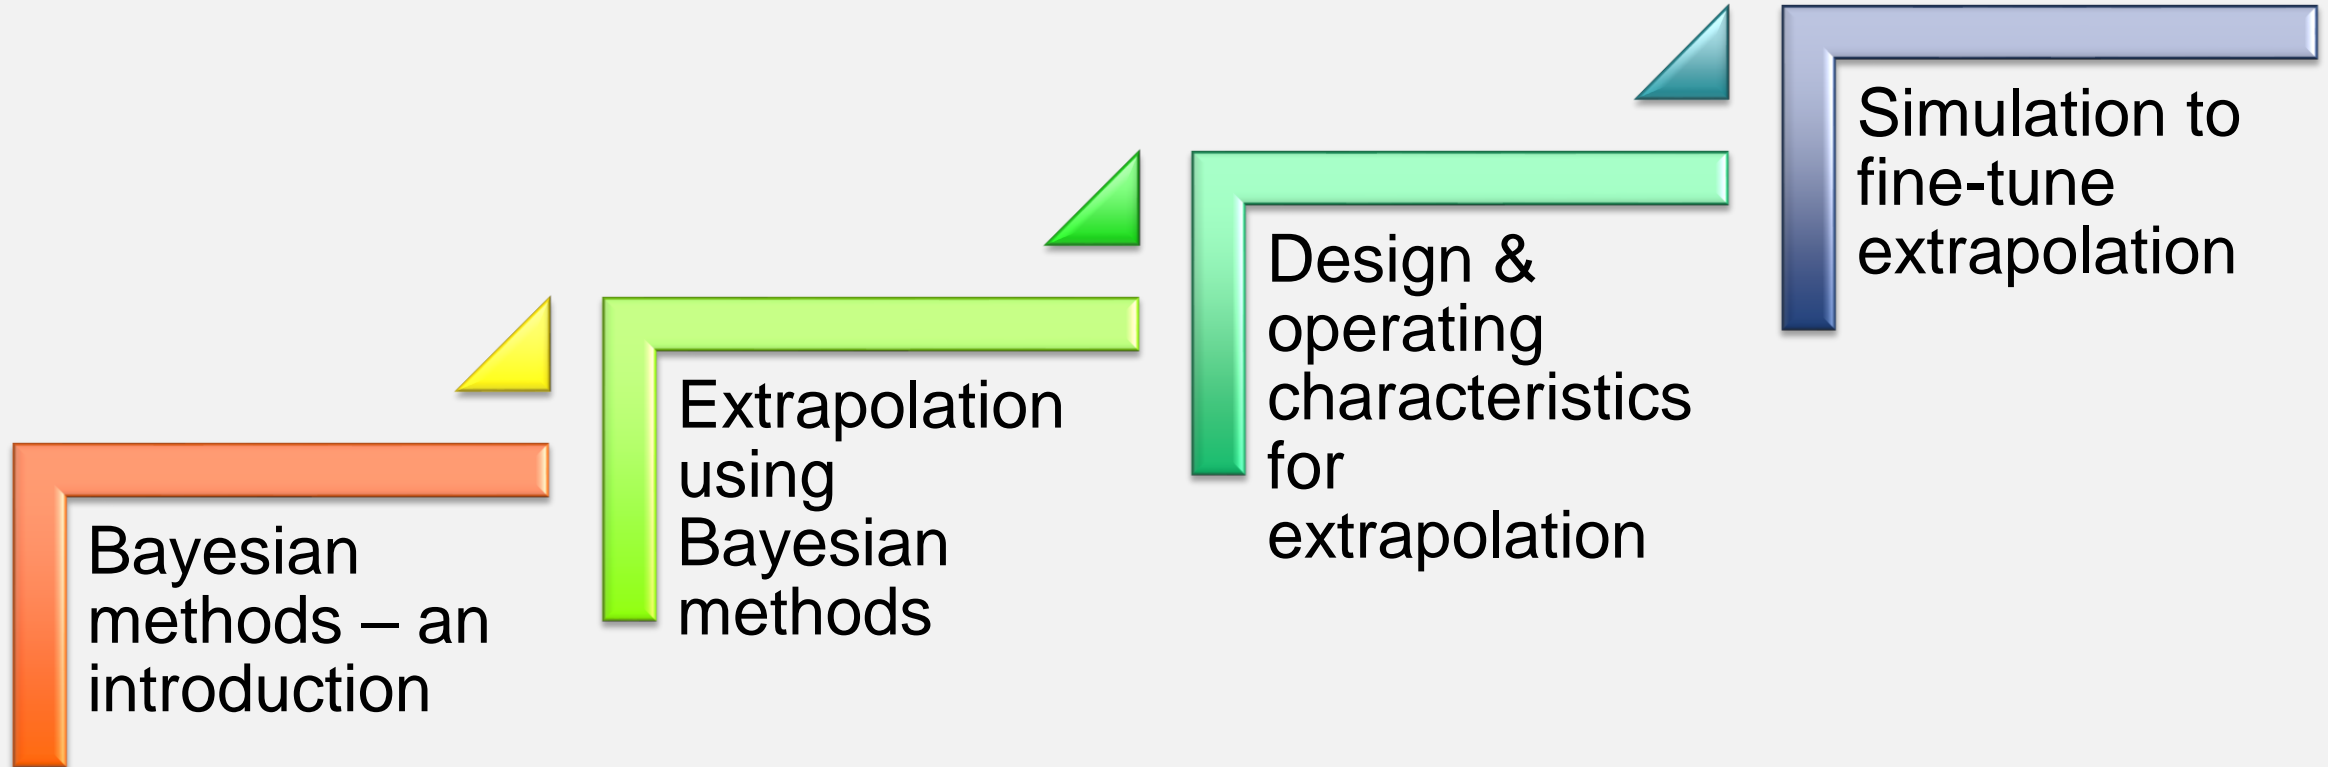 Bayesian
methods – an
introduction
Extrapolation
using
Bayesian
methods
Design &
operating
characteristics
for
extrapolation
Simulation to
fine-tune
extrapolation